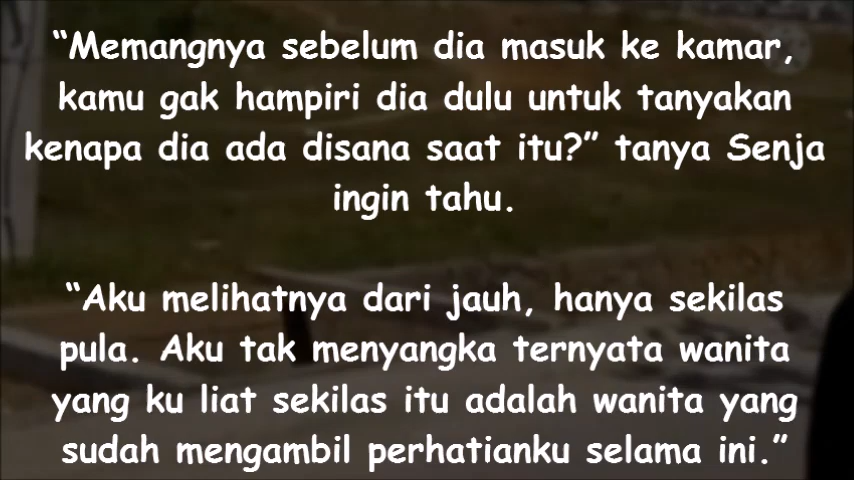 “Memangnya sebelum dia masuk ke kamar,
kamu gak hampiri dia dulu untuk tanyakan
kenapa dia ada disana saat itu?” tanya Senja
ingin tahu.
“Aku melihatnya dari jauh, hanya sekilas
pula. Aku tak menyangka ternyata wanita
yang ku liat sekilas itu adalah wanita yang
sudah mengambil perhatianku selama ini.”